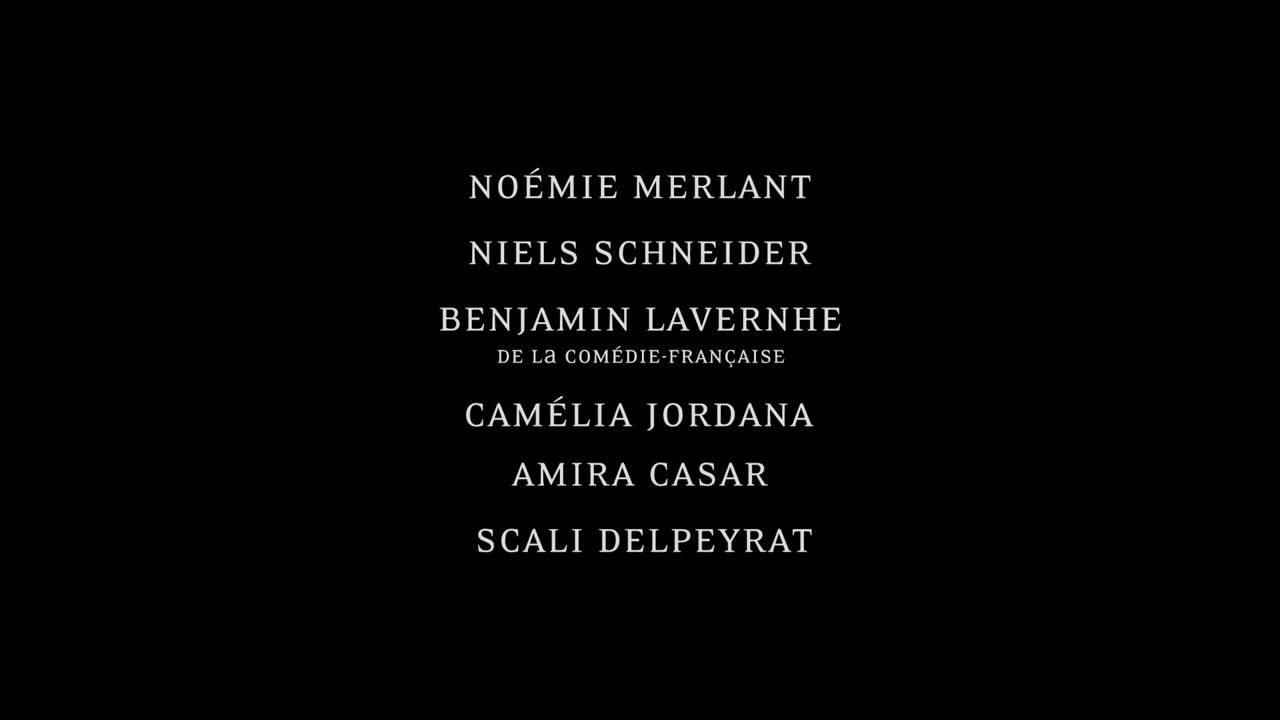 NOÉMIE MERLANT
NIELS SCHNEIDER
BENJAMIN LAVERNHE
DE La COMÉDIE-FRANÇAISE
CAMÉLIA JORDANA
AMIRA CASAR
SCALI DELPEYRAT